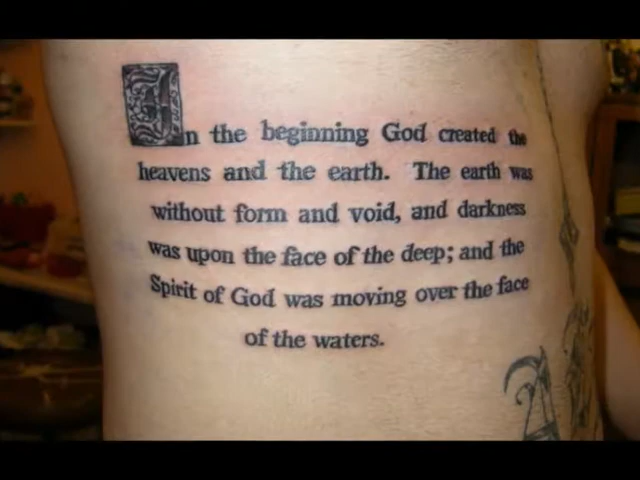 In the beginning God created the
heavens and the earth. The earth was
without form and void, and darkness
was upon the face of the deep; and the
Spirit of God was moving over the face
of the waters.